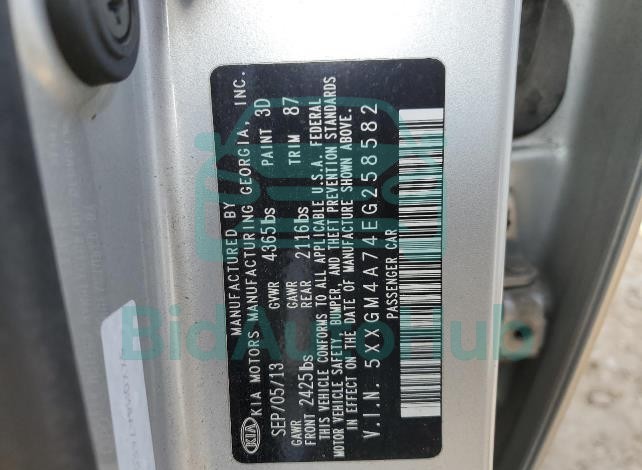 MANUFACTURED BY
KIA KIA MOTORS MANUFACTURING GEORGIA, INC.
SEP/05/13 GVWR 4365lbs PAINT 3D
GAWR FRONT 2425lbs GAWR REAR 2116lbs TRIM 87
THIS VEHICLE CONFORMS TO ALL APPLICABLE U.S.A. FEDERAL
MOTOR VEHICLE SAFETY, BUMPER, AND THEFT PREVENTION STANDARDS
IN EFFECT ON THE DATE OF MANUFACTURE SHOWN ABOVE.
V.I.N. 5XXGM4A74EG258582
PASSENGER CAR
BidAutoHub